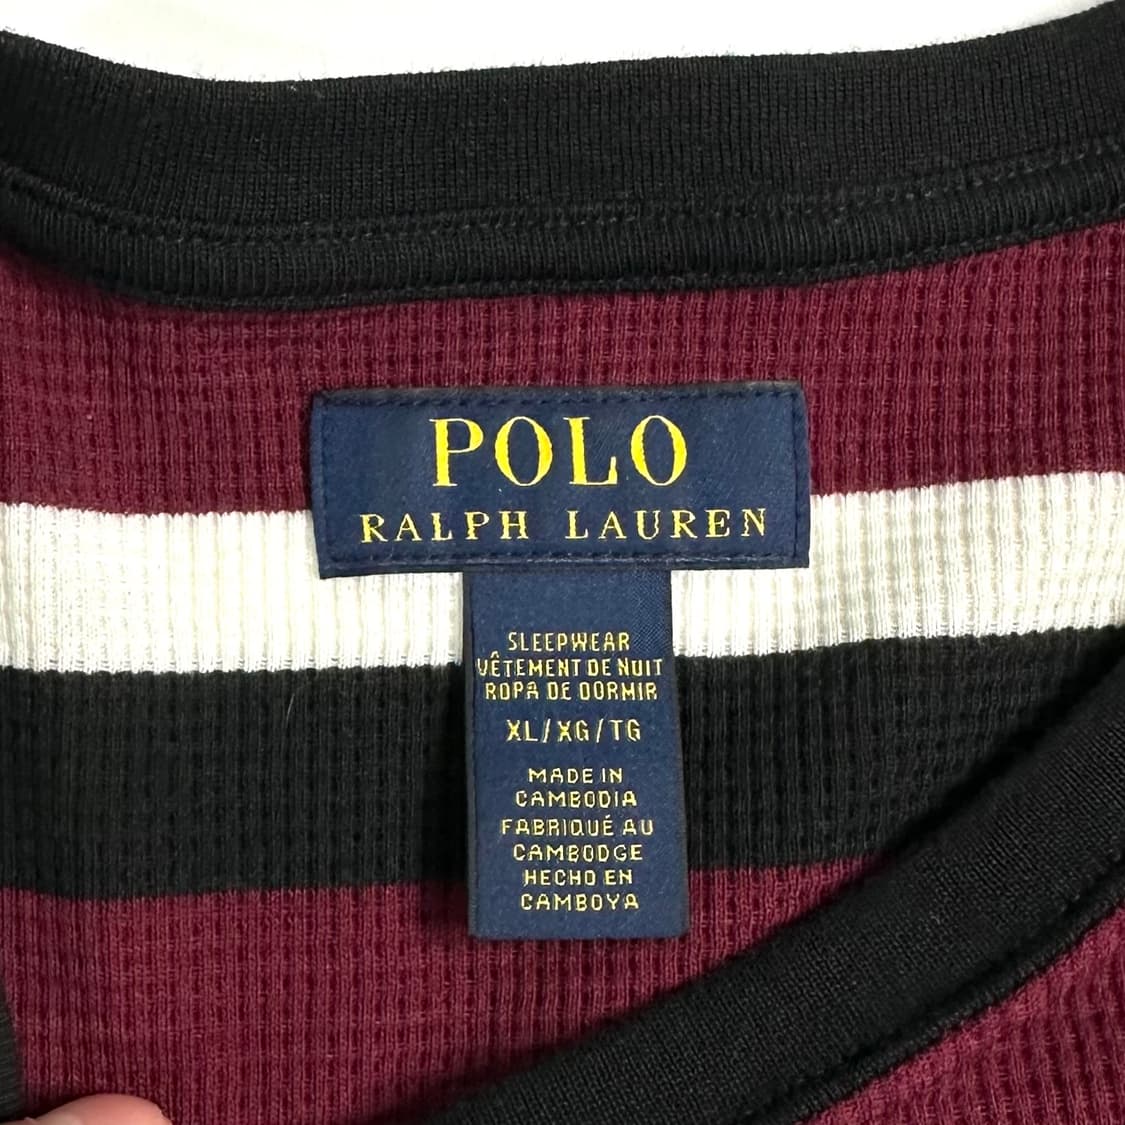 POLO
RALPH LAUREN
SLEEPWEAR
VÊTEMENT DE NUIT
ROPA DE DORMIR
XL/XG/TG
MADE IN
CAMBODIA
FABRIQUÉ AU
CAMBODGE
HECHO EN
CAMBOYA